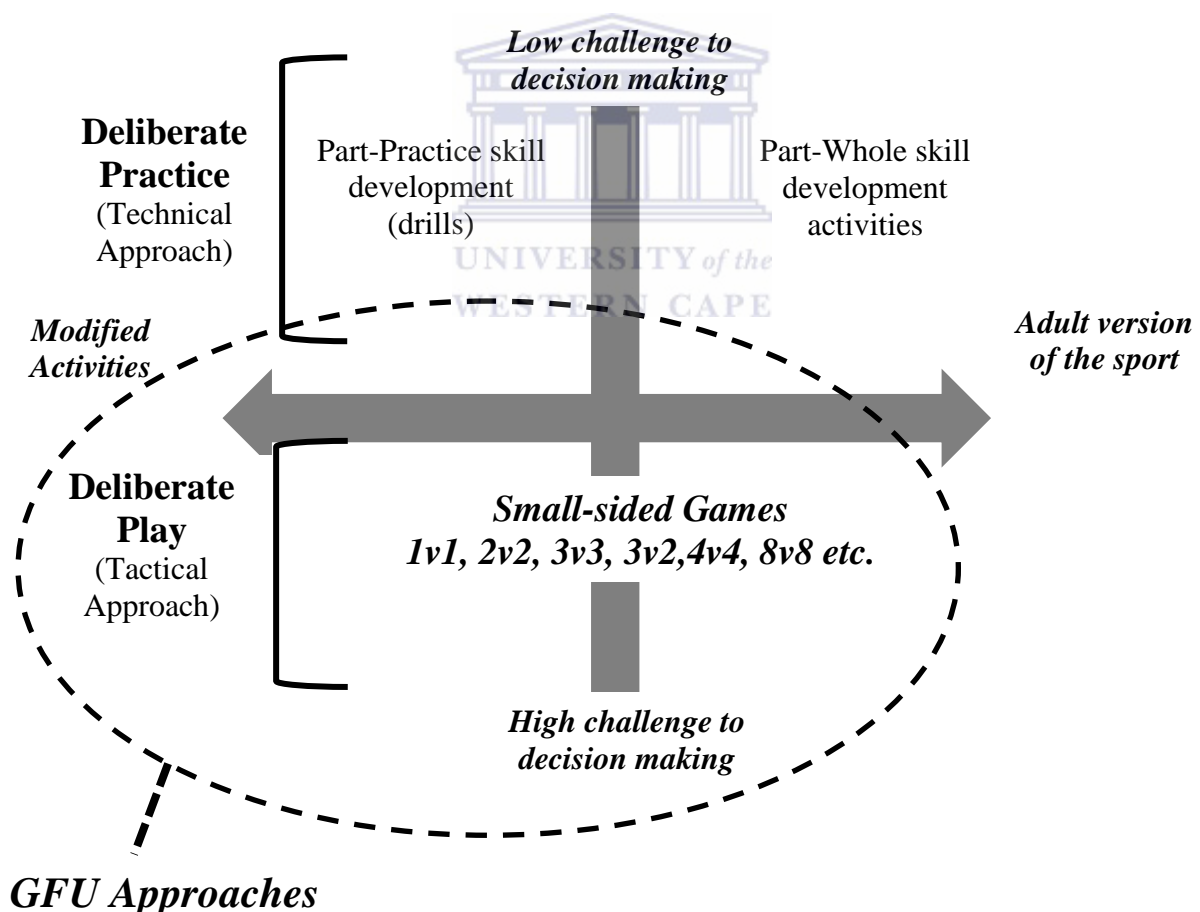 Low challenge to
decision making
Deliberate
Practice
(Technical
Approach)
Part-Practice skill
development
(drills)
Part-Whole skill
development
activities
UNIVERSITY of the
WESTERN CAPE
Modified
Activities
Adult version
of the sport
Deliberate
Play
(Tactical
Approach)
Small-sided Games
1v1, 2v2, 3v3, 3v2,4v4, 8v8 etc.
High challenge to
decision making
GFU Approaches